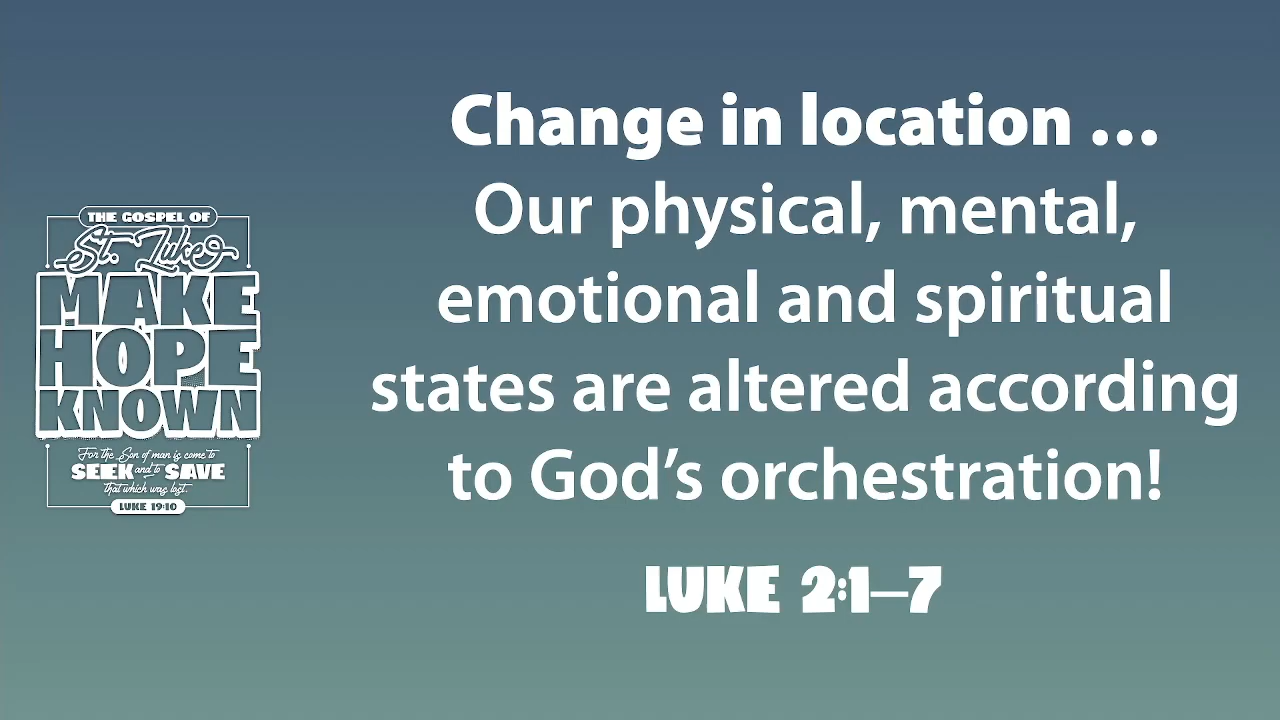 THE GOSPEL OF
St. Luke
MAKE
HOPE
KNOWN
For the Son of man is come to
SEEK and to SAVE
that which was lost.
LUKE 19:10
Change in location ...
Our physical, mental,
emotional and spiritual
states are altered according
to God’s orchestration!
LUKE 2:1–7